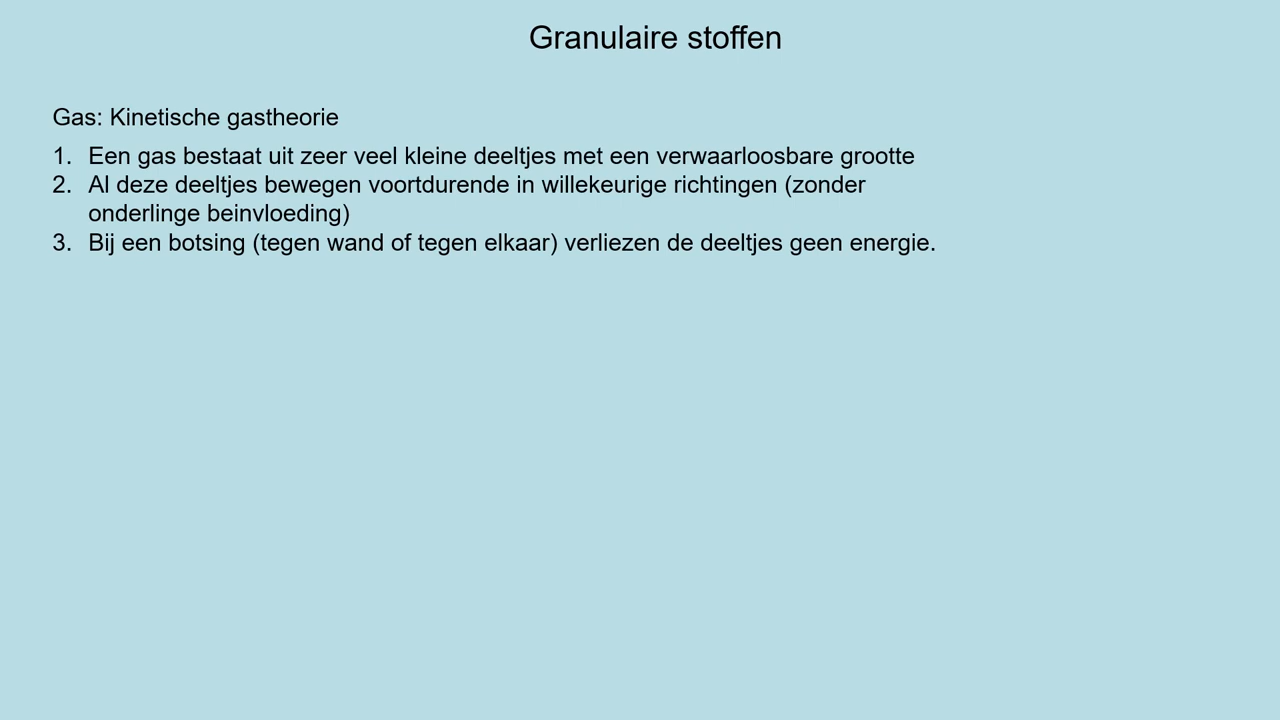 Granulaire stoffen
Gas: Kinetische gastheorie
1. Een gas bestaat uit zeer veel kleine deeltjes met een verwaarloosbare grootte
2. Al deze deeltjes bewegen voortdurende in willekeurige richtingen (zonder
onderlinge beinvloeding)
3. Bij een botsing (tegen wand of tegen elkaar) verliezen de deeltjes geen energie.